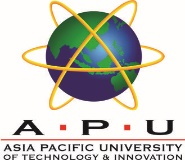 A · P · U
ASIA PACIFIC UNIVERSITY
OF TECHNOLOGY & INNOVATION